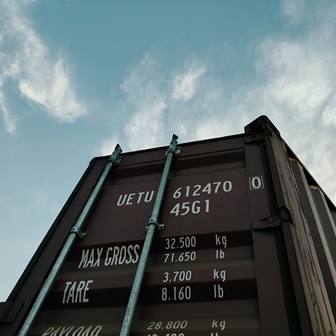 UETU 612470 0
45G1
MAX GROSS 32.500 kg
71.650 lb
TARE 3.700 kg
8.160 lb
PAYLOAD 28.800 kg